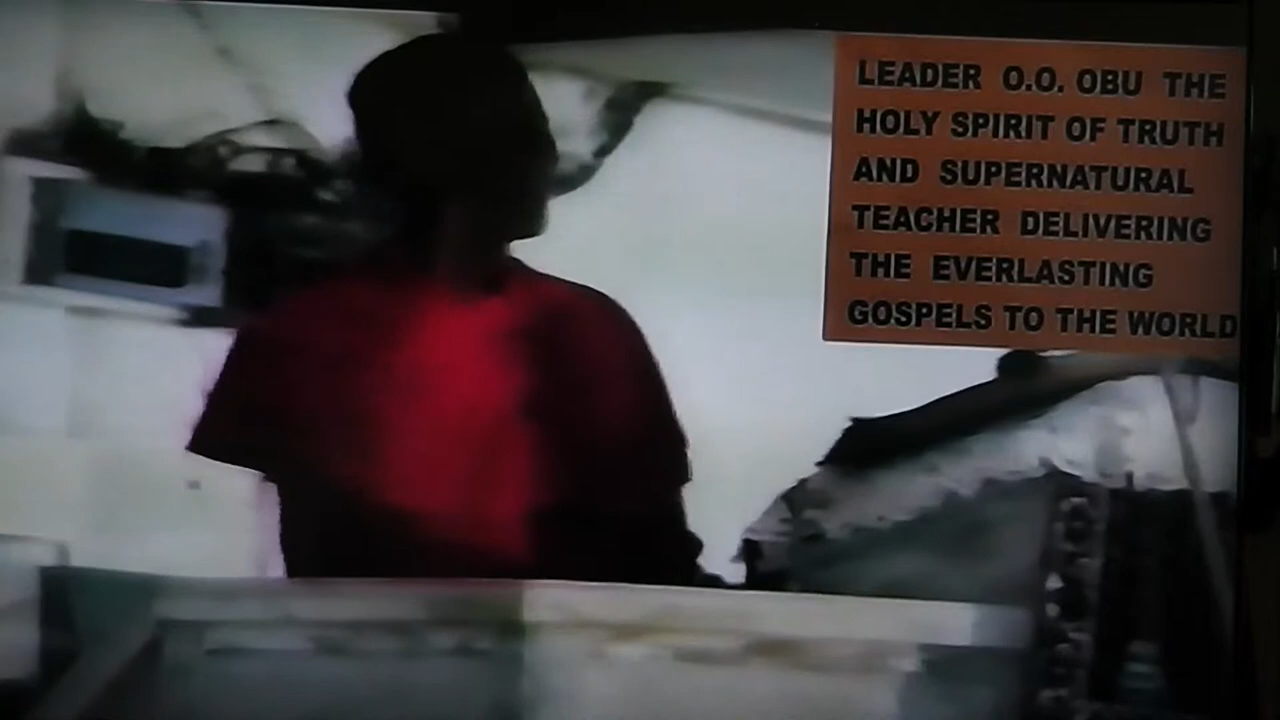 LEADER O.O. OBU THE
HOLY SPIRIT OF TRUTH
AND SUPERNATURAL
TEACHER DELIVERING
THE EVERLASTING
GOSPELS TO THE WORLD